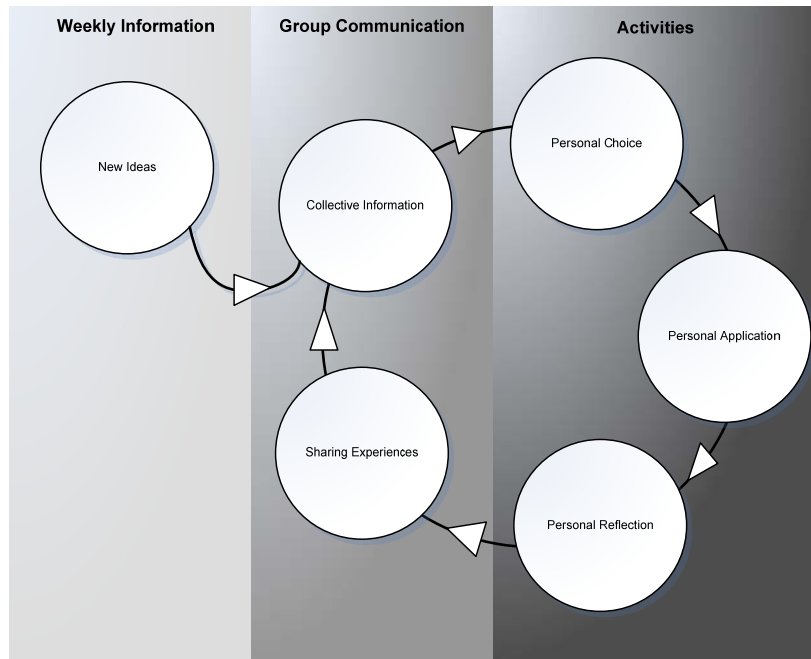 Weekly Information
Group Communication
Activities
New Ideas
Collective Information
Personal Choice
Personal Application
Sharing Experiences
Personal Reflection